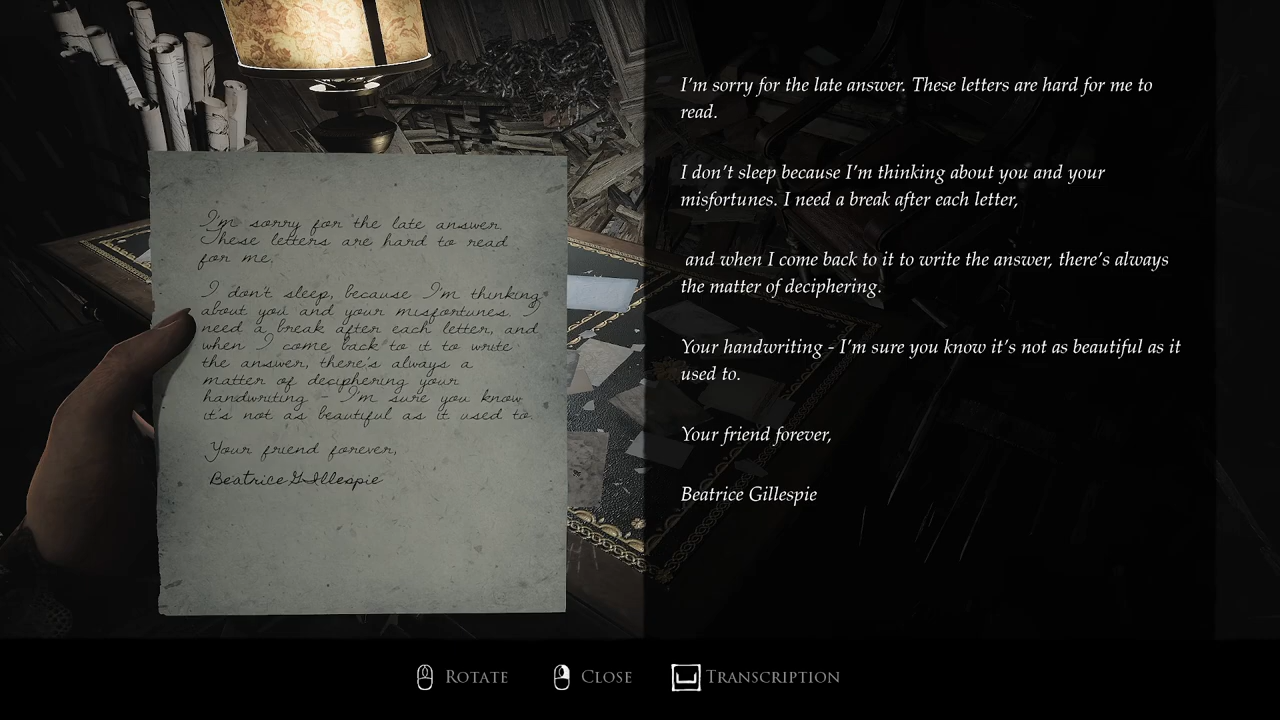 I'm sorry for the late answer.
These letters are hard to read
for me.
I don't sleep, because I'm thinking
about you and your misfortunes. I
need a break after each letter, and
when I come back to it to write
the answer, there's always a
matter of deciphering your
handwriting - I'm sure you know
it's not as beautiful as it used to
Your friend forever,
Beatrice Gillespie
I'm sorry for the late answer. These letters are hard for me to
read.
I don't sleep because I'm thinking about you and your
misfortunes. I need a break after each letter,
and when I come back to it to write the answer, there's always
the matter of deciphering.
Your handwriting - I'm sure you know it's not as beautiful as it
used to.
Your friend forever,
Beatrice Gillespie
ROTATE
CLOSE
TRANSCRIPTION